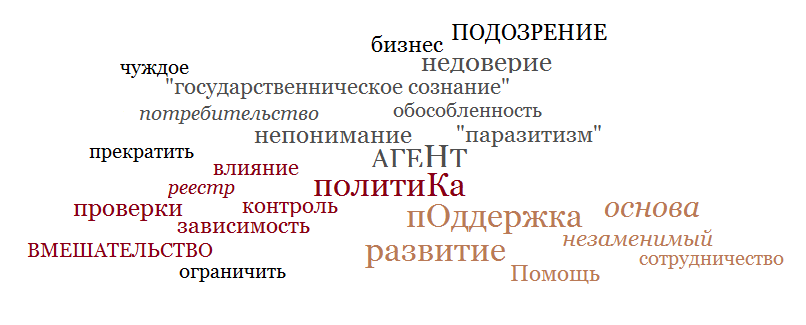 ПОДОЗРЕНИЕ
бизнес
недоверие
чуждое
"государственническое сознание"
потребительство
обособленность
непонимание
"паразитизм"
прекратить
АГЕНТ
влияние
реестр
политиКа
проверки
контроль
пОддержка
основа
зависимость
незаменимый
ВМЕШАТЕЛЬСТВО
развитие
сотрудничество
ограничить
Помощь